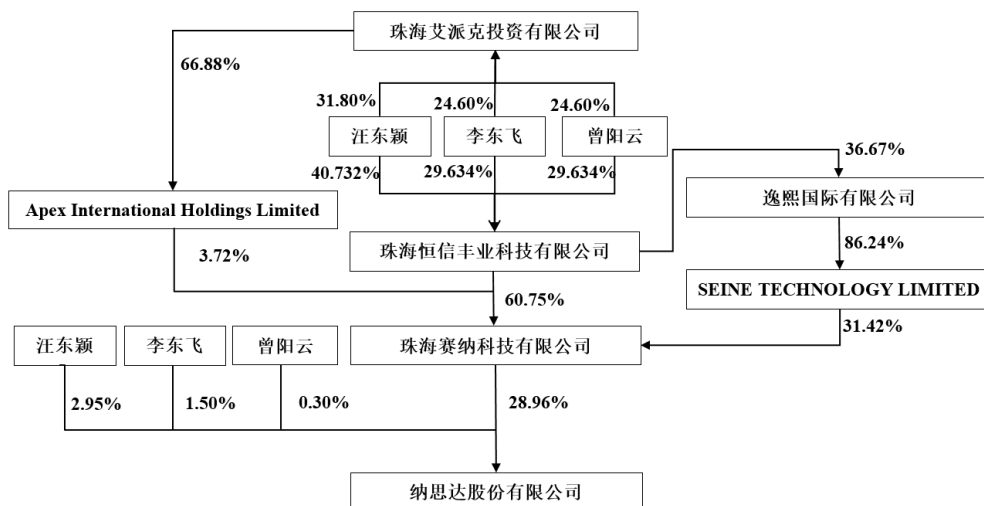 珠海艾派克投资有限公司
66.88%
31.80%
24.60%
24.60%
汪东颖
李东飞
曾阳云
36.67%
40.732%
29.634%
29.634%
Apex International Holdings Limited
逸熙国际有限公司
3.72%
珠海恒信丰业科技有限公司
86.24%
60.75%
SEINE TECHNOLOGY LIMITED
31.42%
汪东颖
李东飞
曾阳云
珠海赛纳科技有限公司
2.95%
1.50%
0.30%
28.96%
纳思达股份有限公司